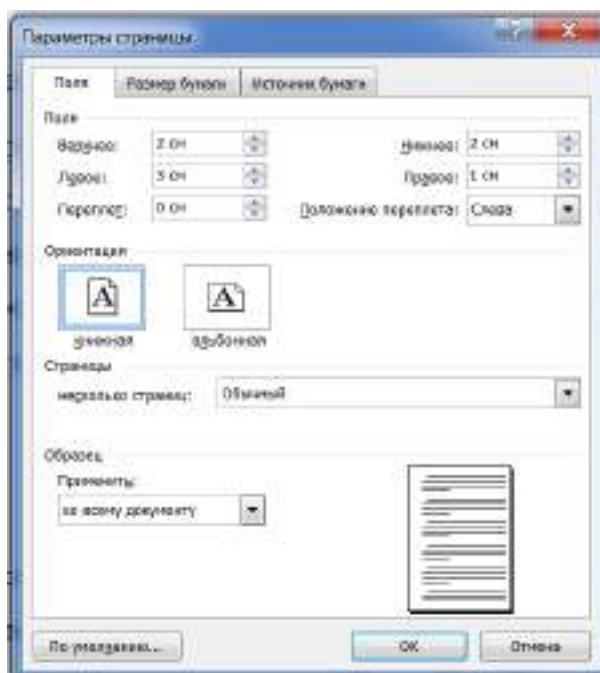 Параметры страницы
Поля Размер бумаги Источник бумаги
Поля
Верхнее: 2 см Нижнее: 2 см
Левое: 3 см Правое: 1 см
Переплет: 0 см Положение переплета: Слева
Ориентация
A A
книжная альбомная
Страницы
несколько страниц: Обычный
Образец
Применить:
ко всему документу
По умолчанию... ОК Отмена